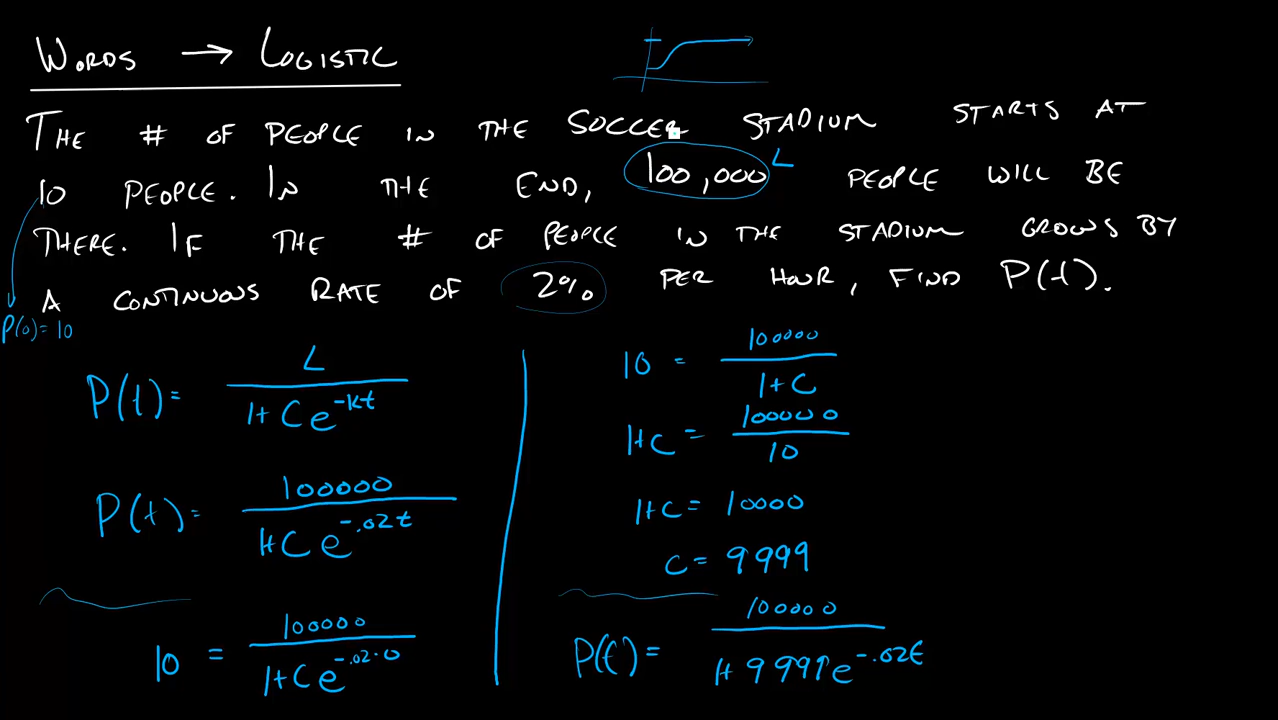 WORDS → LOGISTIC
THE # OF PEOPLE IN THE SOCCER STADIUM STARTS AT
10 PEOPLE. IN THE END, 100,000 L PEOPLE WILL BE
THERE. IF THE # OF PEOPLE IN THE STADIUM GROWS BY
A CONTINUOUS RATE OF 2% PER HOUR, FIND P(t).
P(0)=10
P(t) = L / (1+Ce^(-kt))
P(t) = 100000 / (1+Ce^(-.02t))
10 = 100000 / (1+Ce^(-.02·0))
10 = 100000 / (1+C)
1+C = 100000 / 10
1+C = 10000
C = 9999
P(t) = 100000 / (1+9999e^(-.02t))